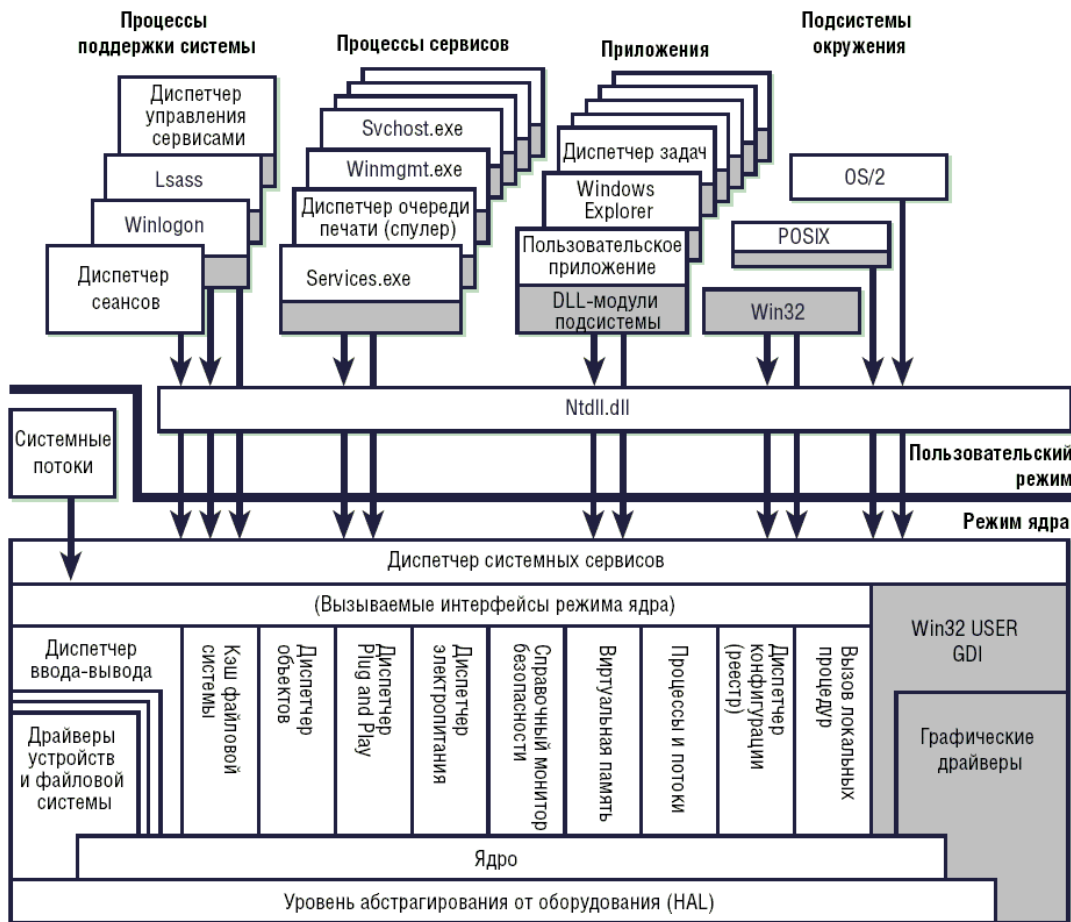 Процессы
поддержки системы
Процессы сервисов
Приложения
Подсистемы
окружения
Диспетчер
управления
сервисами
Lsass
Winlogon
Диспетчер
сеансов
Svchost.exe
Winmgmt.exe
Диспетчер очереди
печати (спулер)
Services.exe
Диспетчер задач
Windows
Explorer
Пользовательское
приложение
DLL-модули
подсистемы
OS/2
POSIX
Win32
Ntdll.dll
Системные
потоки
Пользовательский
режим
Режим ядра
Диспетчер системных сервисов
(Вызываемые интерфейсы режима ядра)
Win32 USER
GDI
Диспетчер
ввода-вывода
Драйверы
устройств
и файловой
системы
Кэш файловой
системы
Диспетчер
объектов
Диспетчер
Plug and Play
Диспетчер
электропитания
Справочный монитор
безопасности
Виртуальная память
Процессы и потоки
Диспетчер
конфигурации
(реестр)
Вызов локальных
процедур
Графические
драйверы
Ядро
Уровень абстрагирования от оборудования (HAL)